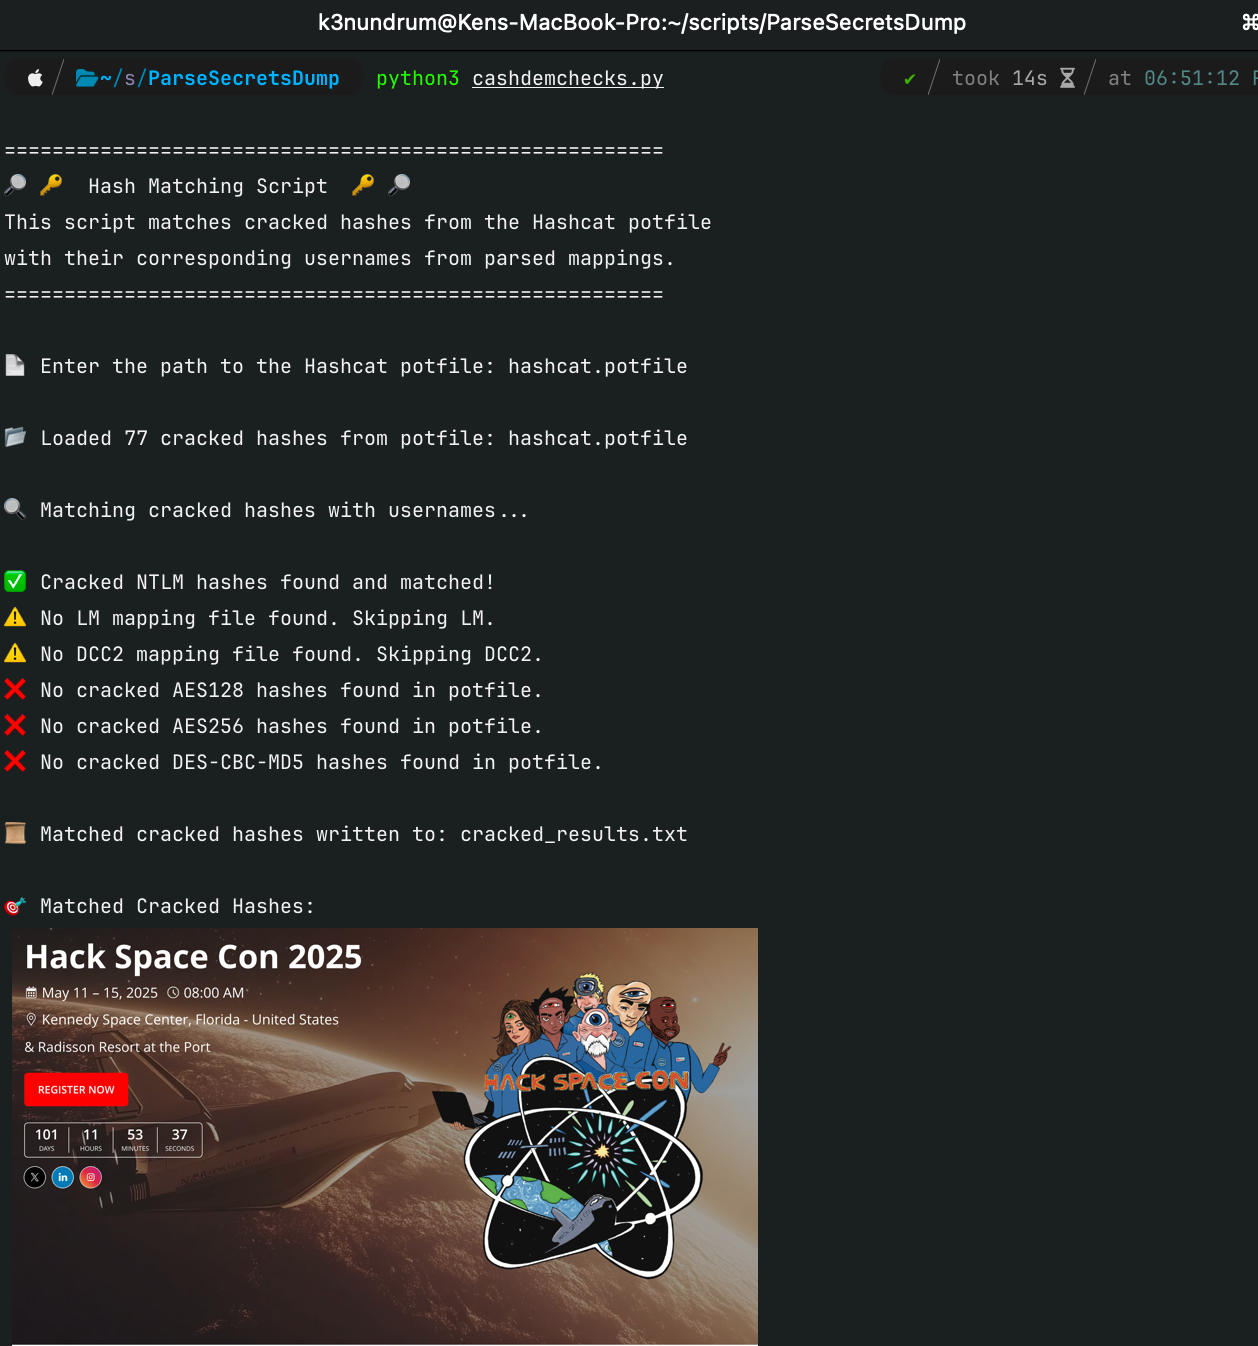 k3nundrum@Kens-MacBook-Pro:~/scripts/ParseSecretsDump
~/s/ParseSecretsDump python3 cashdemchecks.py ✔ took 14s at 06:51:12
=======================================================
Hash Matching Script
This script matches cracked hashes from the Hashcat potfile
with their corresponding usernames from parsed mappings.
=======================================================
Enter the path to the Hashcat potfile: hashcat.potfile
Loaded 77 cracked hashes from potfile: hashcat.potfile
Matching cracked hashes with usernames...
Cracked NTLM hashes found and matched!
No LM mapping file found. Skipping LM.
No DCC2 mapping file found. Skipping DCC2.
No cracked AES128 hashes found in potfile.
No cracked AES256 hashes found in potfile.
No cracked DES-CBC-MD5 hashes found in potfile.
Matched cracked hashes written to: cracked_results.txt
Matched Cracked Hashes:
Hack Space Con 2025
May 11 – 15, 2025 08:00 AM
Kennedy Space Center, Florida - United States
& Radisson Resort at the Port
REGISTER NOW
101 11 53 37
DAYS HOURS MINUTES SECONDS
HACK SPACE CON